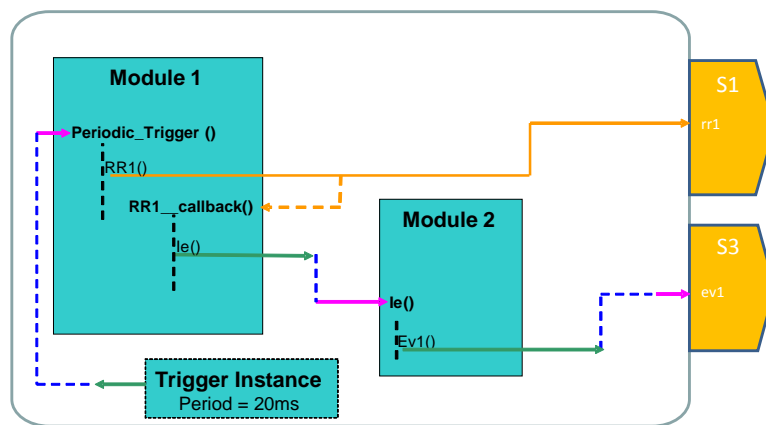 Module 1
Periodic_Trigger ()
RR1()
RR1__callback()
Ie()
Module 2
Ie()
Ev1()
Trigger Instance
Period = 20ms
S1
rr1
S3
ev1